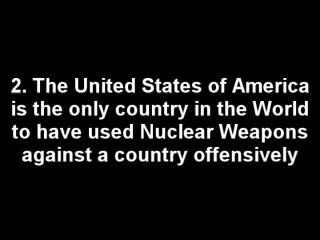 2. The United States of America
is the only country in the World
to have used Nuclear Weapons
against a country offensively